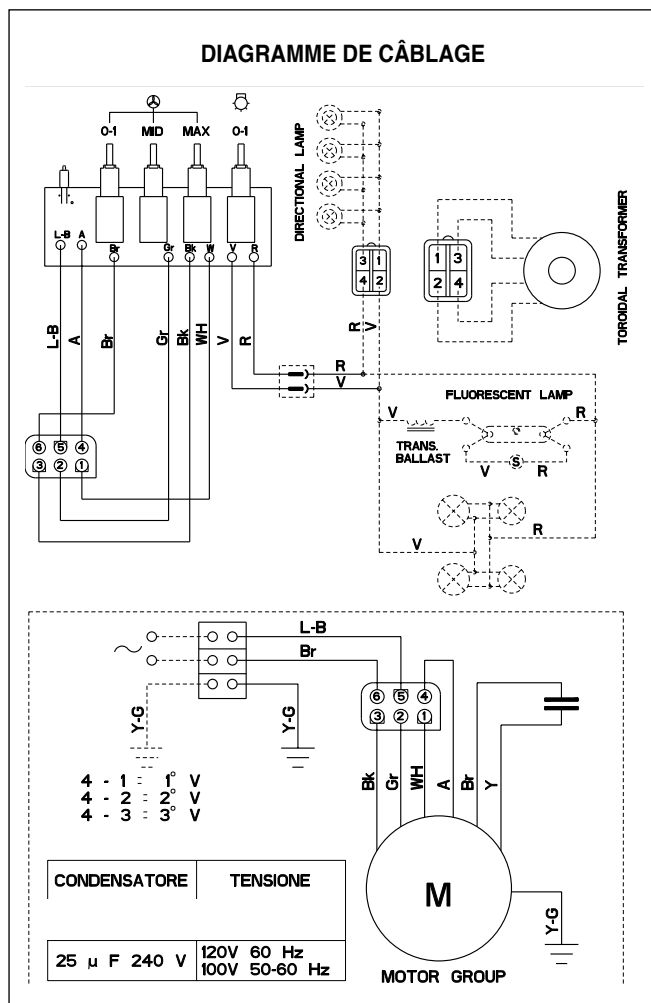 DIAGRAMME DE CÂBLAGE
0-1 MID MAX 0-1
L-B A Br Gr Bk W V R
L-B A Br Gr Bk WH V R
DIRECTIONAL LAMP
3 1
4 2
R V
1 3
2 4
TOROIDAL TRANSFORMER
R
V
FLUORESCENT LAMP
V R
TRANS.
BALLAST
S
V S R
R
V
6 5 4
3 2 1
L-B
Br
Y-G
Y-G
6 5 4
3 2 1
Bk Gr WH A Br Y
4 - 1 = 1° V
4 - 2 = 2° V
4 - 3 = 3° V
M
Y-G
MOTOR GROUP
CONDENSATORE TENSIONE
25 µ F 240 V 120V 60 Hz
100V 50-60 Hz